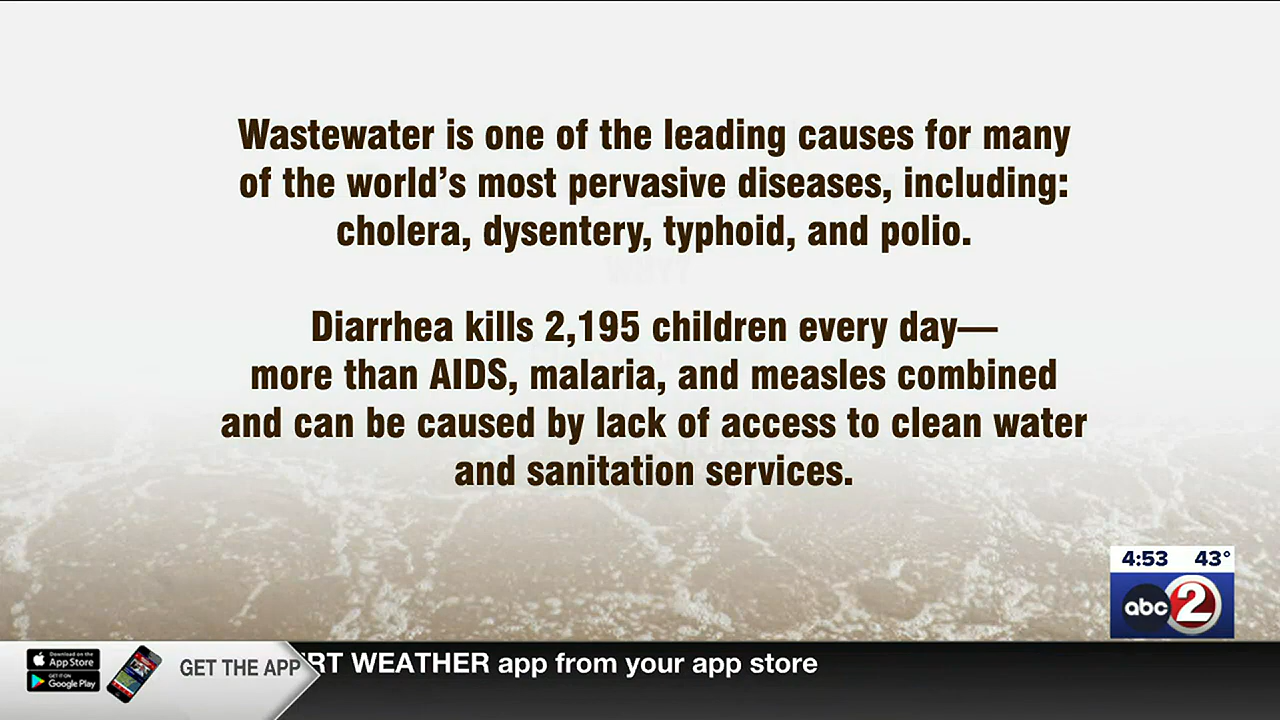 Wastewater is one of the leading causes for many
of the world’s most pervasive diseases, including:
cholera, dysentery, typhoid, and polio.
Diarrhea kills 2,195 children every day—
more than AIDS, malaria, and measles combined
and can be caused by lack of access to clean water
and sanitation services.
4:53 43°
abc 2
Download on the
App Store
GET IT ON
Google Play
GET THE APP
RT WEATHER app from your app store